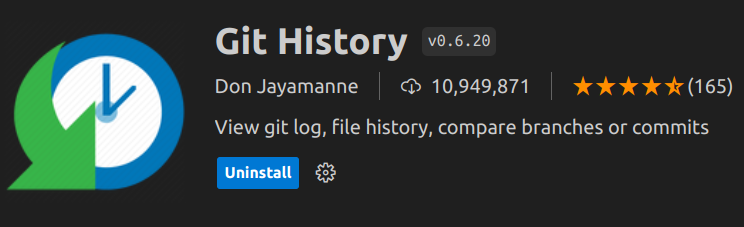 Git History v0.6.20
Don Jayamanne 10,949,871 (165)
View git log, file history, compare branches or commits
Uninstall